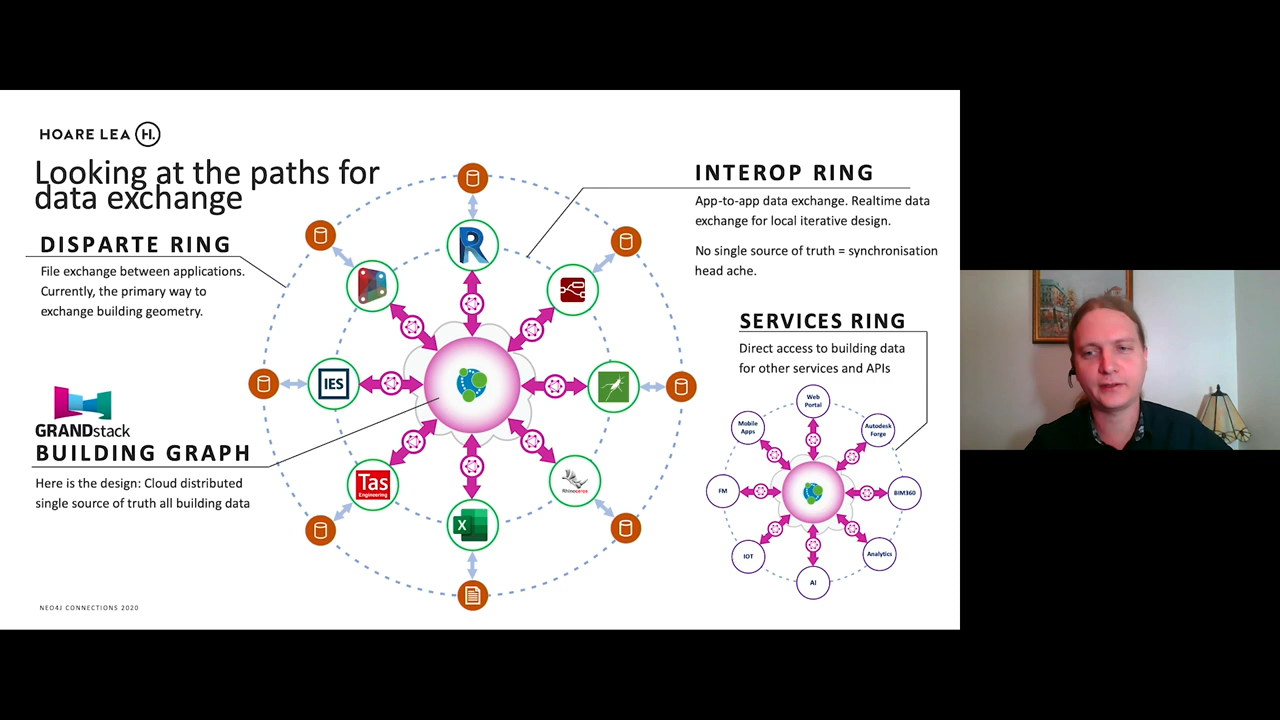 HOARE LEA H.
Looking at the paths for
data exchange
DISPARTE RING
File exchange between applications.
Currently, the primary way to
exchange building geometry.
GRANDstack
BUILDING GRAPH
Here is the design: Cloud distributed
single source of truth all building data
NEO4J CONNECTIONS 2020
R
IES
Tas
Engineering
X
Rhinoceros
INTEROP RING
App-to-app data exchange. Realtime data
exchange for local iterative design.
No single source of truth = synchronisation
head ache.
SERVICES RING
Direct access to building data
for other services and APIs
Web
Portal
Mobile
Apps
Autodesk
Forge
FM
BIM360
IOT
Analytics
AI